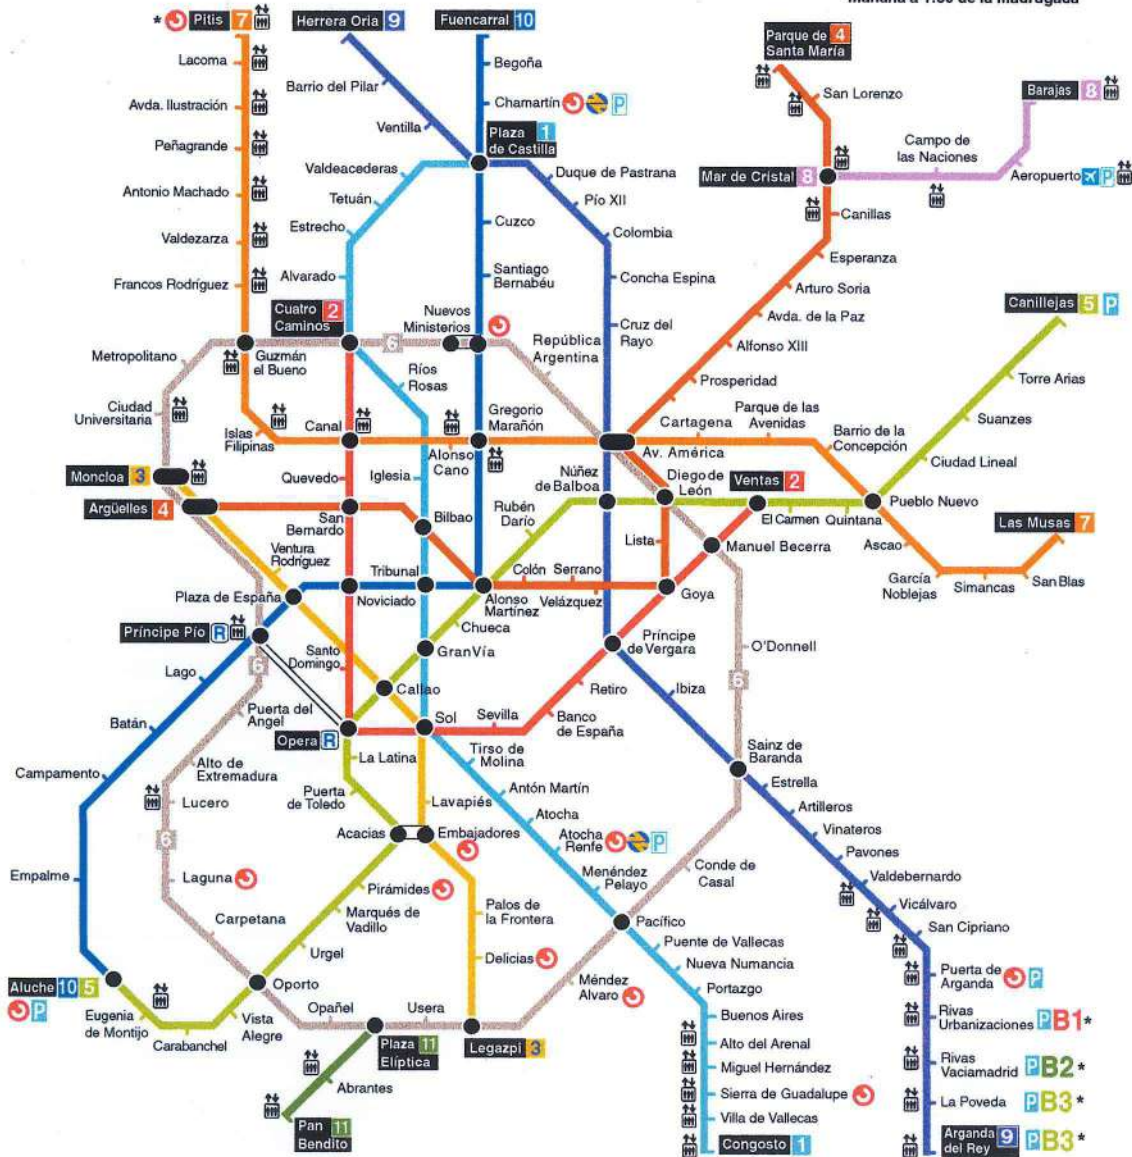 mañana a 1:30 de la madrugada
* Pitis 7
Herrera Oria 9
Fuencarral 10
Parque de 4
Santa María
Lacoma
Begoña
Barrio del Pilar
San Lorenzo
Barajas 8
Avda. Ilustración
Chamartín P
Ventilla
Plaza 1
de Castilla
Campo de
las Naciones
Peñagrande
Valdeacederas
Duque de Pastrana
Mar de Cristal 8
Aeropuerto P
Antonio Machado
Tetuán
Pío XII
Canillas
Valdezarza
Estrecho
Cuzco
Colombia
Esperanza
Francos Rodríguez
Alvarado
Santiago
Bernabéu
Concha Espina
Arturo Soria
Canillejas 5 P
Cuatro 2
Caminos
Nuevos
Ministerios
Cruz del
Rayo
Avda. de la Paz
6
República
Argentina
Alfonso XIII
Metropolitano
Guzmán
el Bueno
Ríos
Rosas
Prosperidad
Torre Arias
Ciudad
Universitaria
Islas
Filipinas
Canal
Alonso
Cano
Gregorio
Marañón
Cartagena
Parque de las
Avenidas
Barrio de la
Concepción
Suanzes
Av. América
Ciudad Lineal
Moncloa 3
Quevedo
Iglesia
Núñez
de Balboa
Diego de
León
Ventas 2
Pueblo Nuevo
Argüelles 4
San
Bernardo
Bilbao
Rubén
Darío
El Carmen
Quintana
Las Musas 7
Lista
Manuel Becerra
Ascao
Ventura
Rodríguez
Tribunal
Colón
Serrano
García
Noblejas
Simancas
San Blas
Plaza de España
Noviciado
Alonso
Martínez
Velázquez
Goya
Príncipe Pío R
Chueca
Príncipe
de Vergara
O'Donnell
Santo
Domingo
Gran Vía
Lago
6
Callao
Retiro
Ibiza
6
Puerta del
Angel
Batán
Opera R
Sol
Sevilla
Banco
de España
Sainz de
Baranda
Alto de
Extremadura
La Latina
Tirso de
Molina
Estrella
Campamento
Lucero
Puerta
de Toledo
Lavapiés
Antón Martín
Artilleros
Atocha
Vinateros
6
Acacias
Embajadores
Atocha
Renfe P
Pavones
Empalme
Laguna
Pirámides
Menéndez
Pelayo
Conde de
Casal
Valdebernardo
Carpetana
Marqués de
Vadillo
Palos de
la Frontera
Vicálvaro
Pacífico
San Cipriano
Urgel
Delicias
Puente de Vallecas
Nueva Numancia
Puerta de
Arganda P
Aluche 10 5
P
Oporto
Méndez
Alvaro
Portazgo
Eugenia
de Montijo
Opañel
Usera
Buenos Aires
Rivas
Urbanizaciones P B1*
Vista
Alegre
Carabanchel
Plaza 11
Elíptica
Legazpi 3
Alto del Arenal
Miguel Hernández
Rivas
Vaciamadrid P B2*
Abrantes
Sierra de Guadalupe
La Poveda P B3*
Villa de Vallecas
Pan 11
Bendito
Congosto 1
Arganda 9
del Rey P B3*